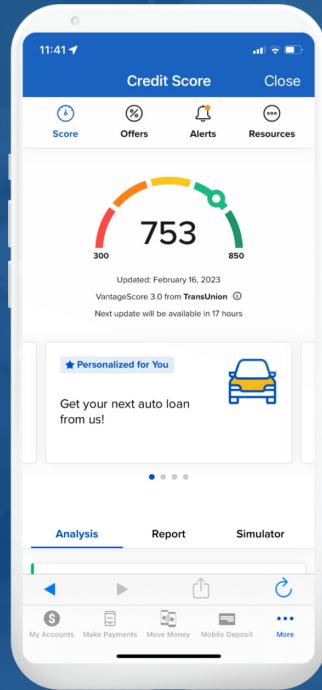 11:41
Credit Score
Close
Score
Offers
Alerts
Resources
753
300
850
Updated: February 16, 2023
VantageScore 3.0 from TransUnion
Next update will be available in 17 hours
Personalized for You
Get your next auto loan
from us!
Analysis
Report
Simulator
My Accounts
Make Payments
Move Money
Mobile Deposit
More